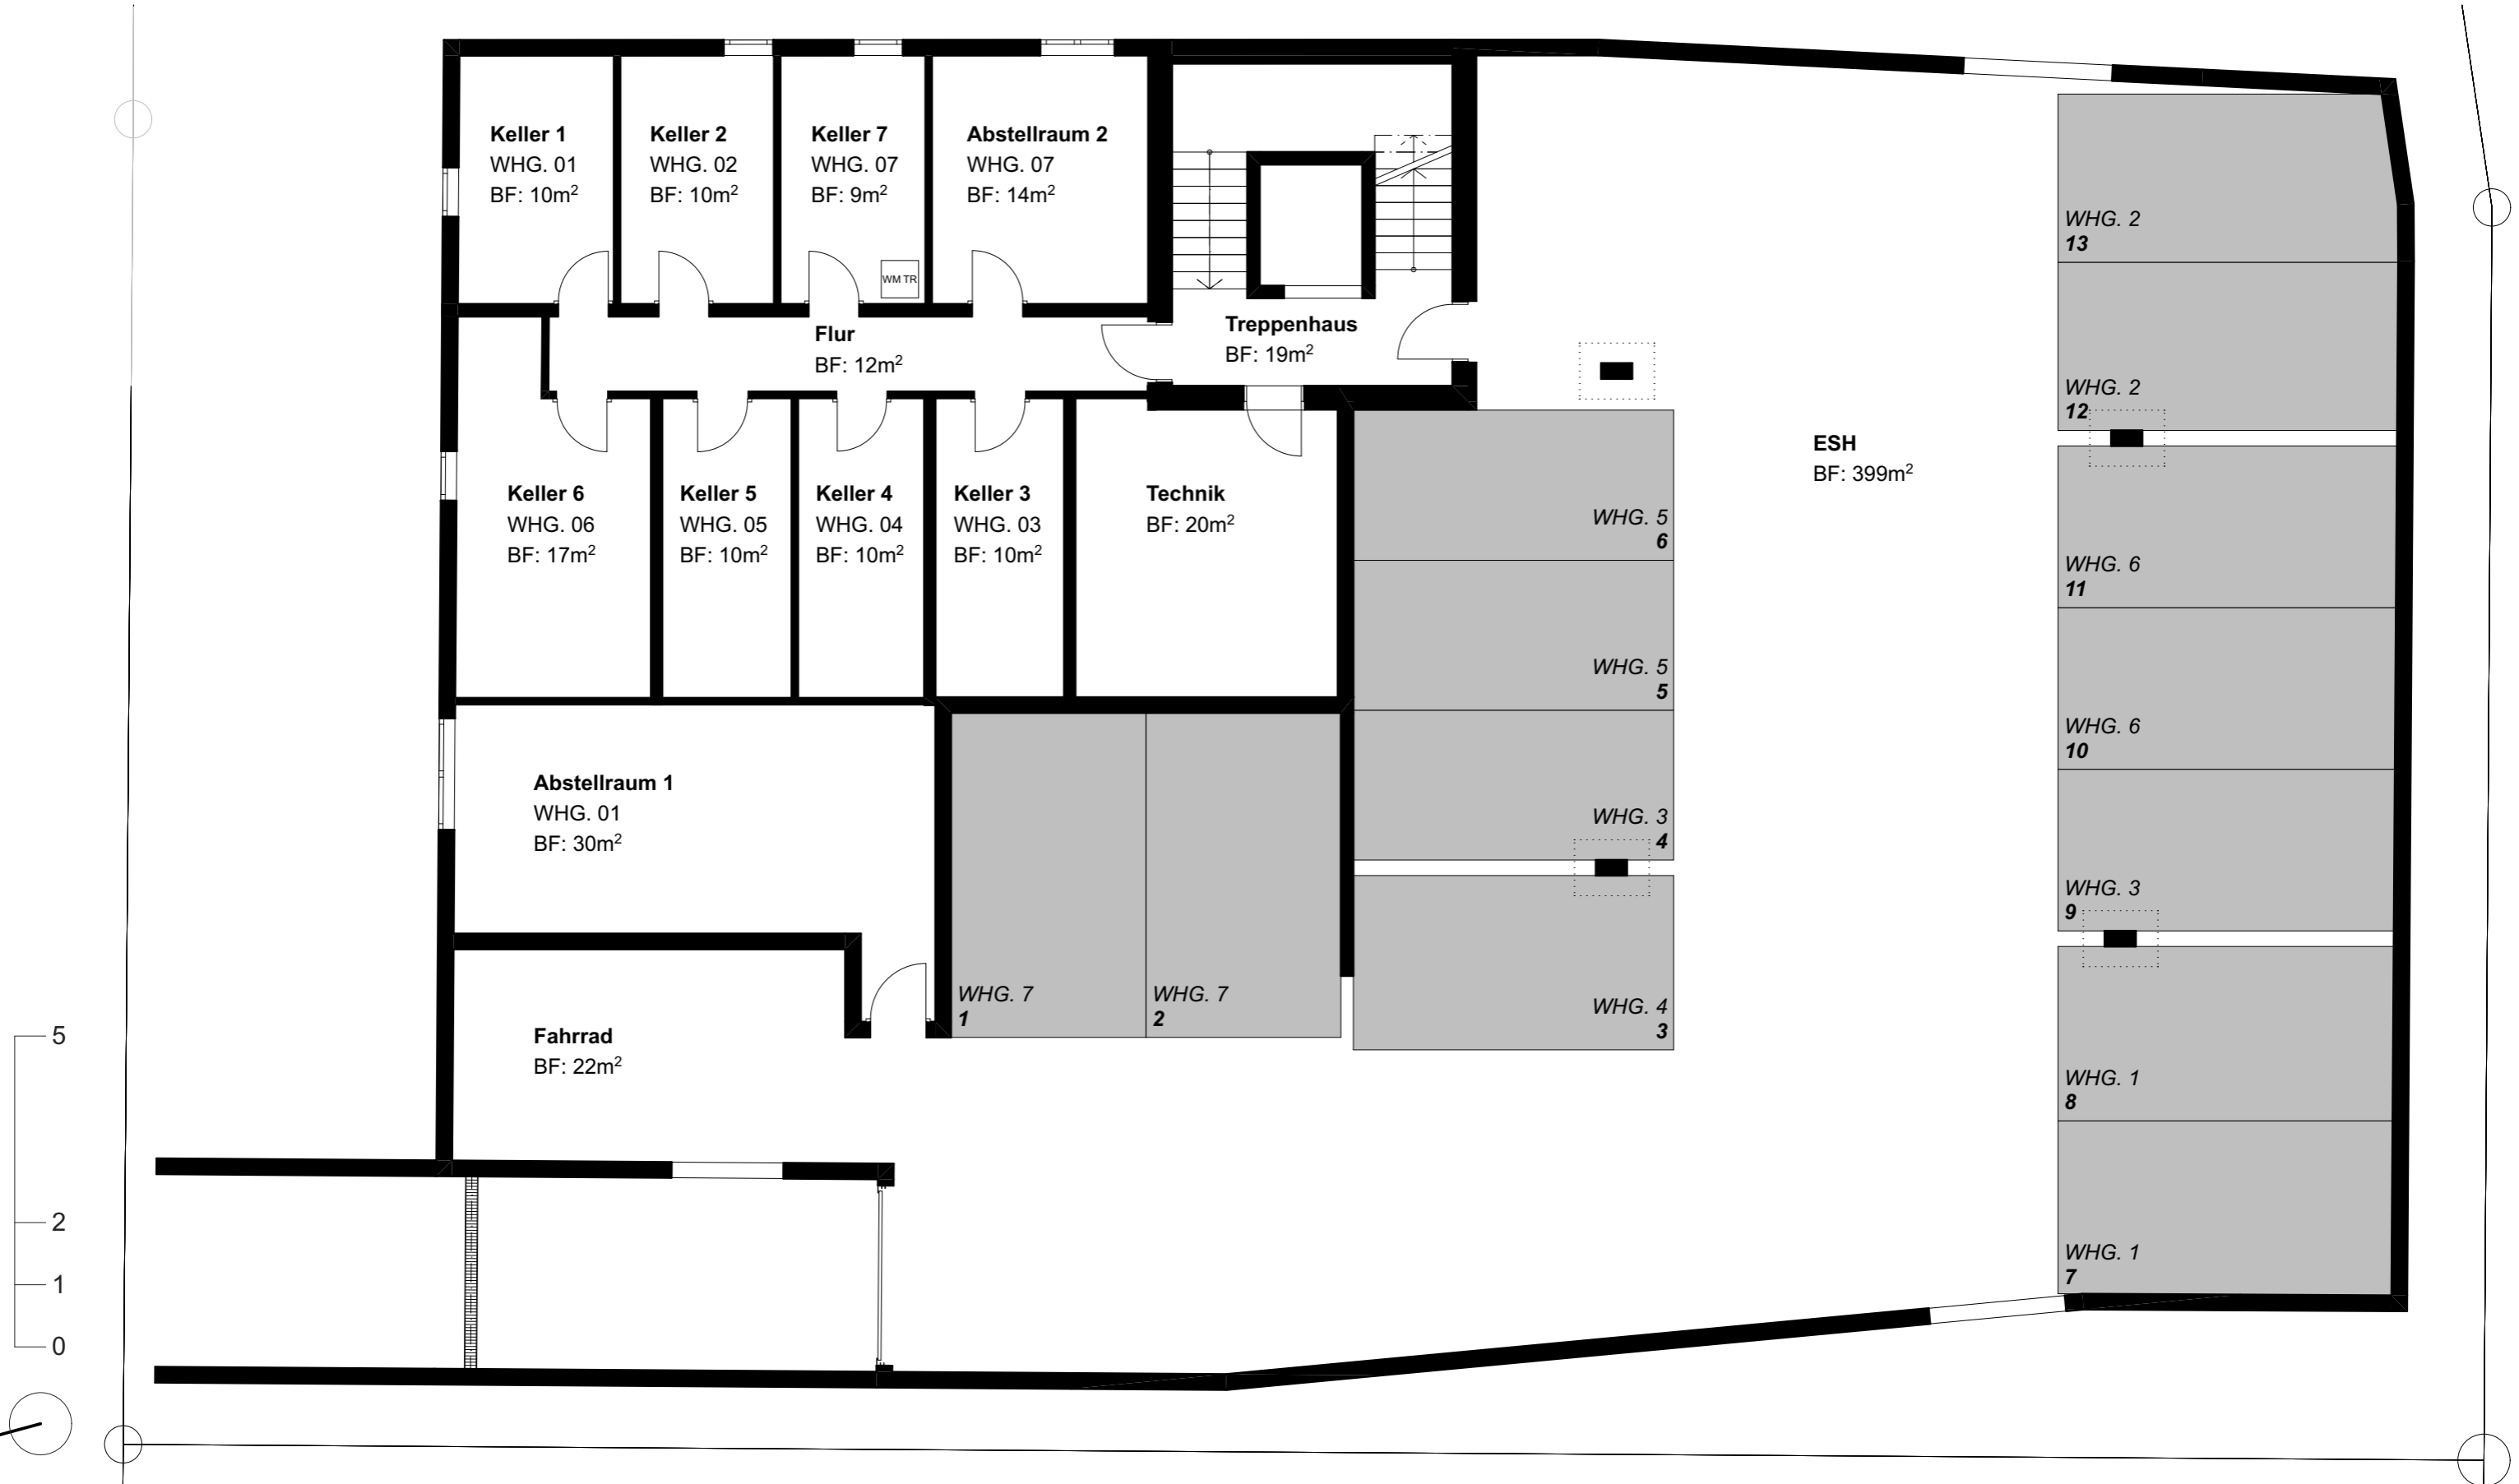 Keller 1
WHG. 01
BF: 10m²
Keller 2
WHG. 02
BF: 10m²
Keller 7
WHG. 07
BF: 9m²
Abstellraum 2
WHG. 07
BF: 14m²
WM TR
Flur
BF: 12m²
Treppenhaus
BF: 19m²
Keller 6
WHG. 06
BF: 17m²
Keller 5
WHG. 05
BF: 10m²
Keller 4
WHG. 04
BF: 10m²
Keller 3
WHG. 03
BF: 10m²
Technik
BF: 20m²
ESH
BF: 399m²
Abstellraum 1
WHG. 01
BF: 30m²
Fahrrad
BF: 22m²
WHG. 7
1
WHG. 7
2
WHG. 5
6
WHG. 5
5
WHG. 3
4
WHG. 4
3
WHG. 2
13
WHG. 2
12
WHG. 6
11
WHG. 6
10
WHG. 3
9
WHG. 1
8
WHG. 1
7
5
2
1
0